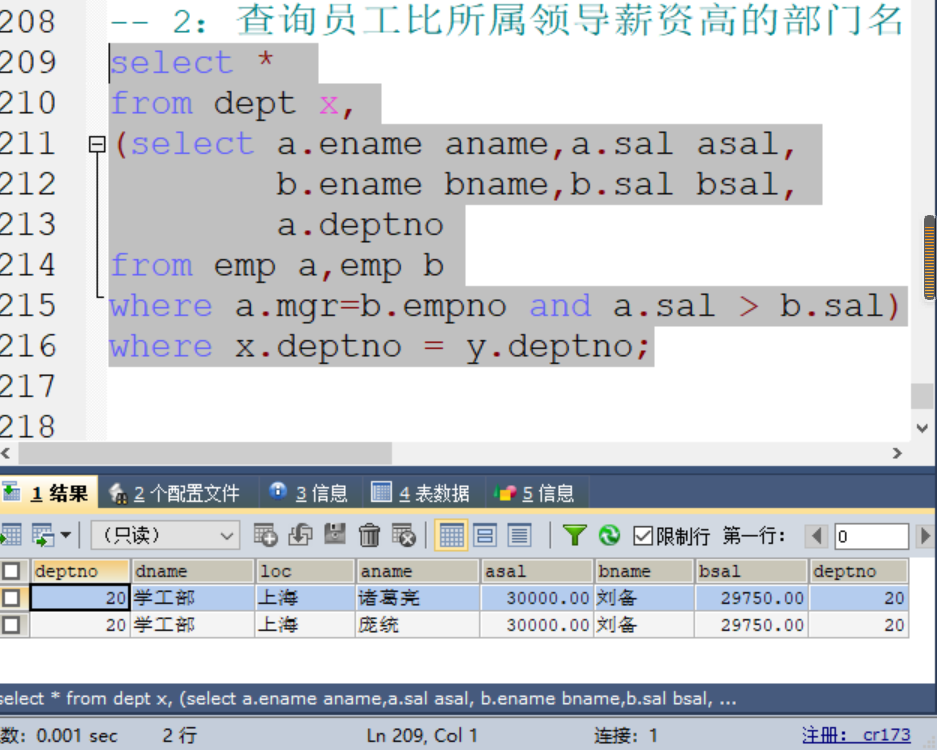 208 -- 2：查询员工比所属领导薪资高的部门名
209 select *
210 from dept x,
211 (select a.ename aname,a.sal asal,
212 b.ename bname,b.sal bsal,
213 a.deptno
214 from emp a,emp b
215 where a.mgr=b.empno and a.sal > b.sal)
216 where x.deptno = y.deptno;
217
218
1 结果 2 个配置文件 3 信息 4 表数据 5 信息
（只读） 限制行 第一行： 0
deptno dname loc aname asal bname bsal deptno
20 学工部 上海 诸葛亮 30000.00 刘备 29750.00 20
20 学工部 上海 庞统 30000.00 刘备 29750.00 20
select * from dept x, (select a.ename aname,a.sal asal, b.ename bname,b.sal bsal, ...
数: 0.001 sec 2 行 Ln 209, Col 1 连接: 1 注册: cr173